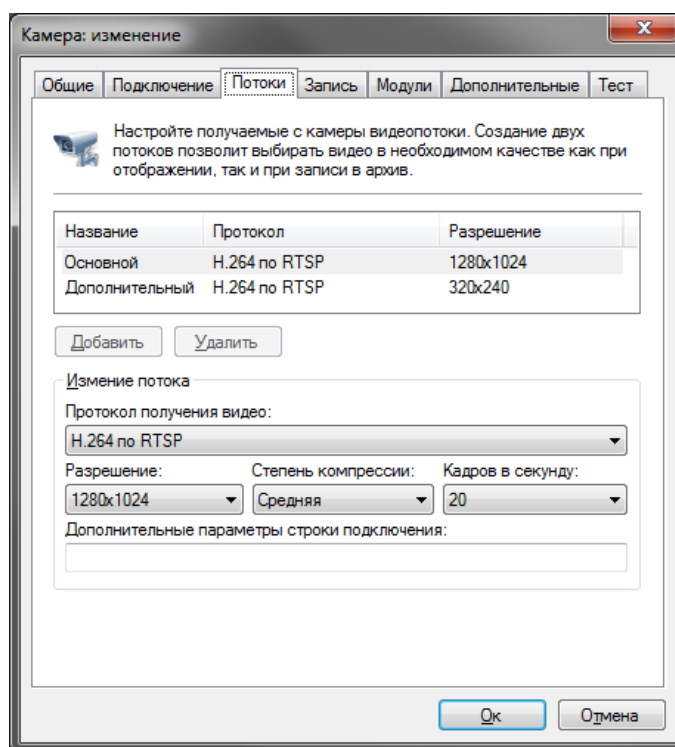 Камера: изменение
Общие Подключение Потоки Запись Модули Дополнительные Тест
Настройте получаемые с камеры видеопотоки. Создание двух
потоков позволит выбирать видео в необходимом качестве как при
отображении, так и при записи в архив.
Название Протокол Разрешение
Основной H.264 по RTSP 1280x1024
Дополнительный H.264 по RTSP 320x240
Добавить Удалить
Измение потока
Протокол получения видео:
H.264 по RTSP
Разрешение: Степень компрессии: Кадров в секунду:
1280x1024 Средняя 20
Дополнительные параметры строки подключения:
Ок Отмена